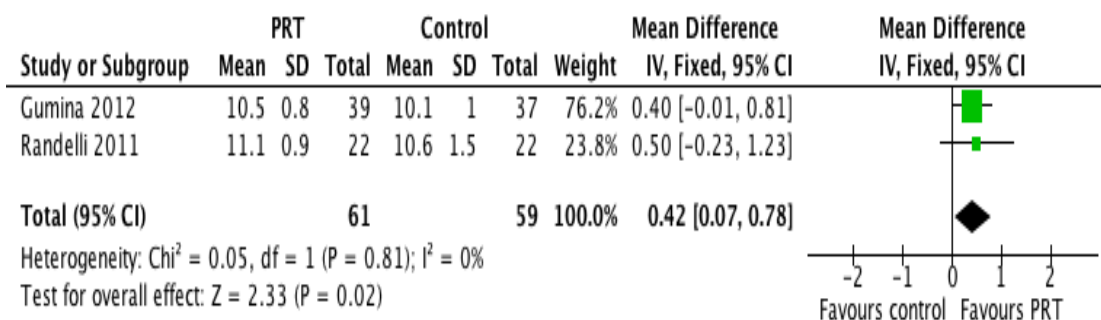 PRT Control Mean Difference Mean Difference
Study or Subgroup Mean SD Total Mean SD Total Weight IV, Fixed, 95% CI IV, Fixed, 95% CI
Gumina 2012 10.5 0.8 39 10.1 1 37 76.2% 0.40 [−0.01, 0.81]
Randelli 2011 11.1 0.9 22 10.6 1.5 22 23.8% 0.50 [−0.23, 1.23]
Total (95% CI) 61 59 100.0% 0.42 [0.07, 0.78]
Heterogeneity: Chi² = 0.05, df = 1 (P = 0.81); I² = 0%
Test for overall effect: Z = 2.33 (P = 0.02)
−2 −1 0 1 2
Favours control Favours PRT